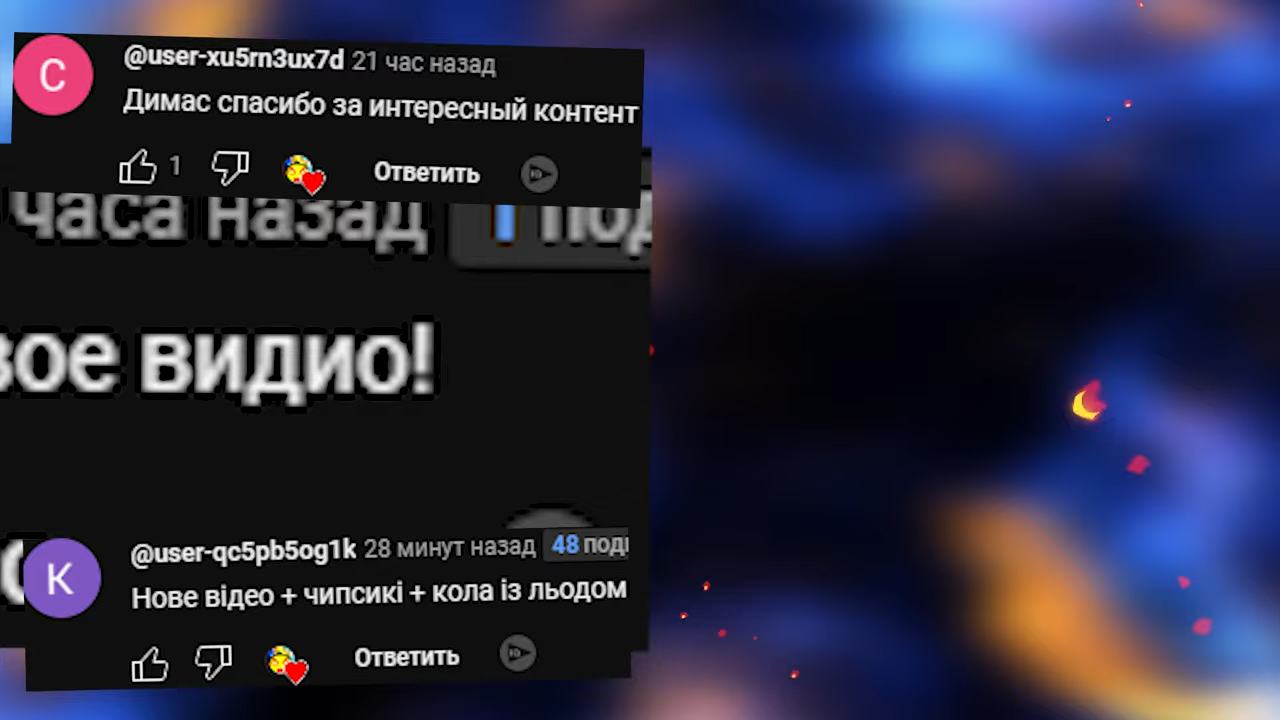 С
@user-xu5rn3ux7d 21 час назад
Димас спасибо за интересный контент
1
Ответить
часа назад
видио!
К
@user-qc5pb5og1k 28 минут назад 48
Нове відео + чипсикі + кола із льодом
Ответить